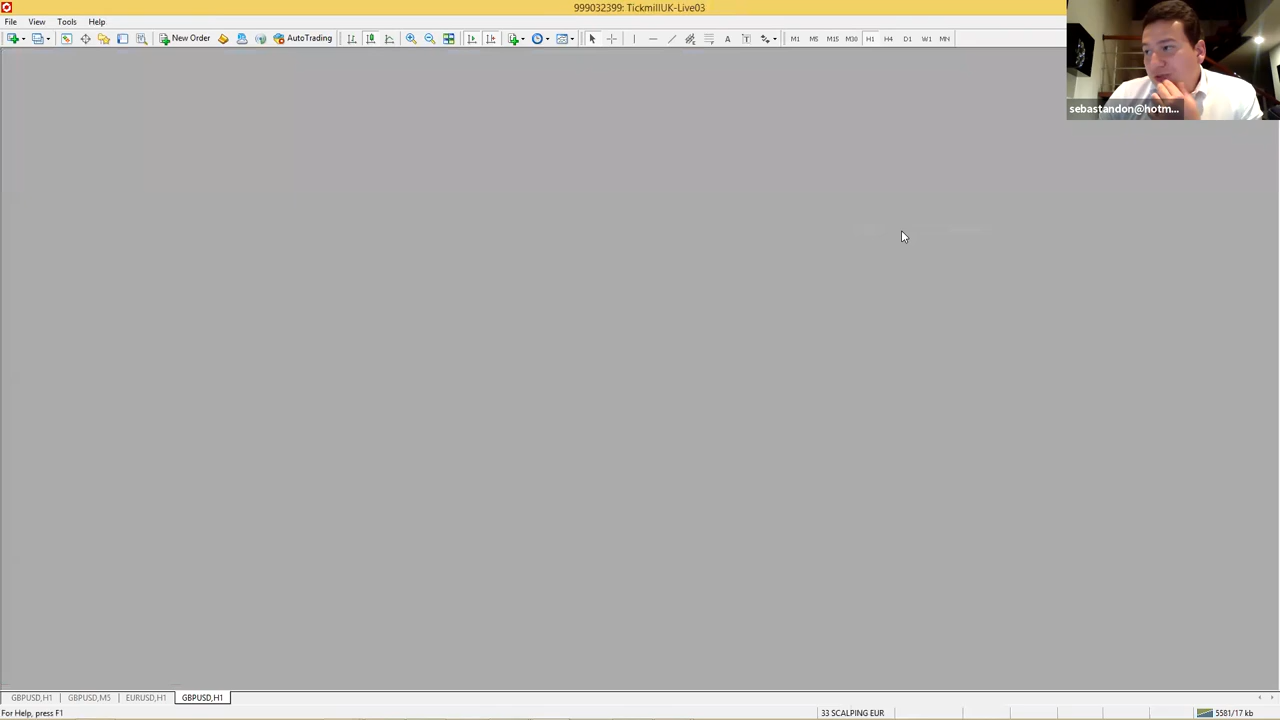 999032399: TickmillUK-Live03
File View Tools Help
New Order AutoTrading A T M1 M5 M15 M30 H1 H4 D1 W1 MN
sebastandon@hotm...
GBPUSD,H1 GBPUSD,M5 EURUSD,H1 GBPUSD,H1
For Help, press F1 33 SCALPING EUR 5581/17 kb